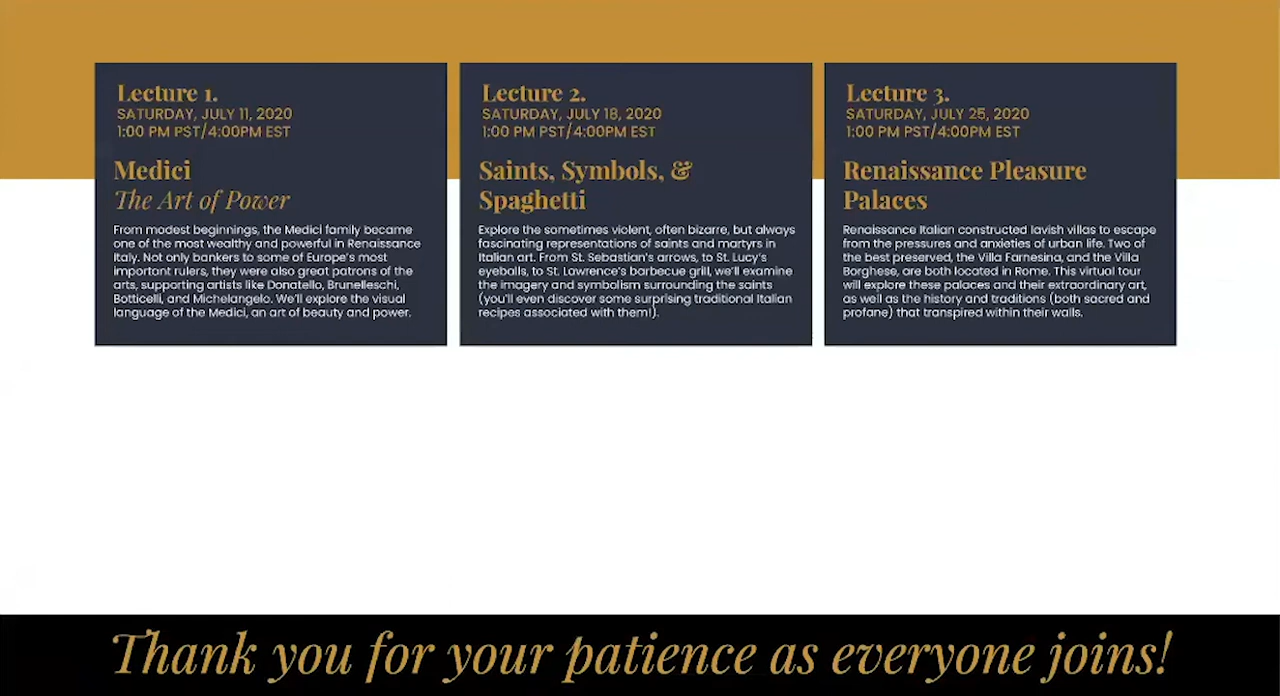 Lecture 1.
SATURDAY, JULY 11, 2020
1:00 PM PST/4:00PM EST
Medici
The Art of Power
From modest beginnings, the Medici family became
one of the most wealthy and powerful in Renaissance
Italy. Not only bankers to some of Europe's most
important rulers, they were also great patrons of the
arts, supporting artists like Donatello, Brunelleschi,
Botticelli, and Michelangelo. We'll explore the visual
language of the Medici, an art of beauty and power.
Lecture 2.
SATURDAY, JULY 18, 2020
1:00 PM PST/4:00PM EST
Saints, Symbols, &
Spaghetti
Explore the sometimes violent, often bizarre, but always
fascinating representations of saints and martyrs in
Italian art. From St. Sebastian's arrows, to St. Lucy's
eyeballs, to St. Lawrence's barbecue grill, we'll examine
the imagery and symbolism surrounding the saints
(you'll even discover some surprising traditional Italian
recipes associated with them!).
Lecture 3.
SATURDAY, JULY 25, 2020
1:00 PM PST/4:00PM EST
Renaissance Pleasure
Palaces
Renaissance Italian constructed lavish villas to escape
from the pressures and anxieties of urban life. Two of
the best preserved, the Villa Farnesina, and the Villa
Borghese, are both located in Rome. This virtual tour
will explore these palaces and their extraordinary art,
as well as the history and traditions (both sacred and
profane) that transpired within their walls.
Thank you for your patience as everyone joins!